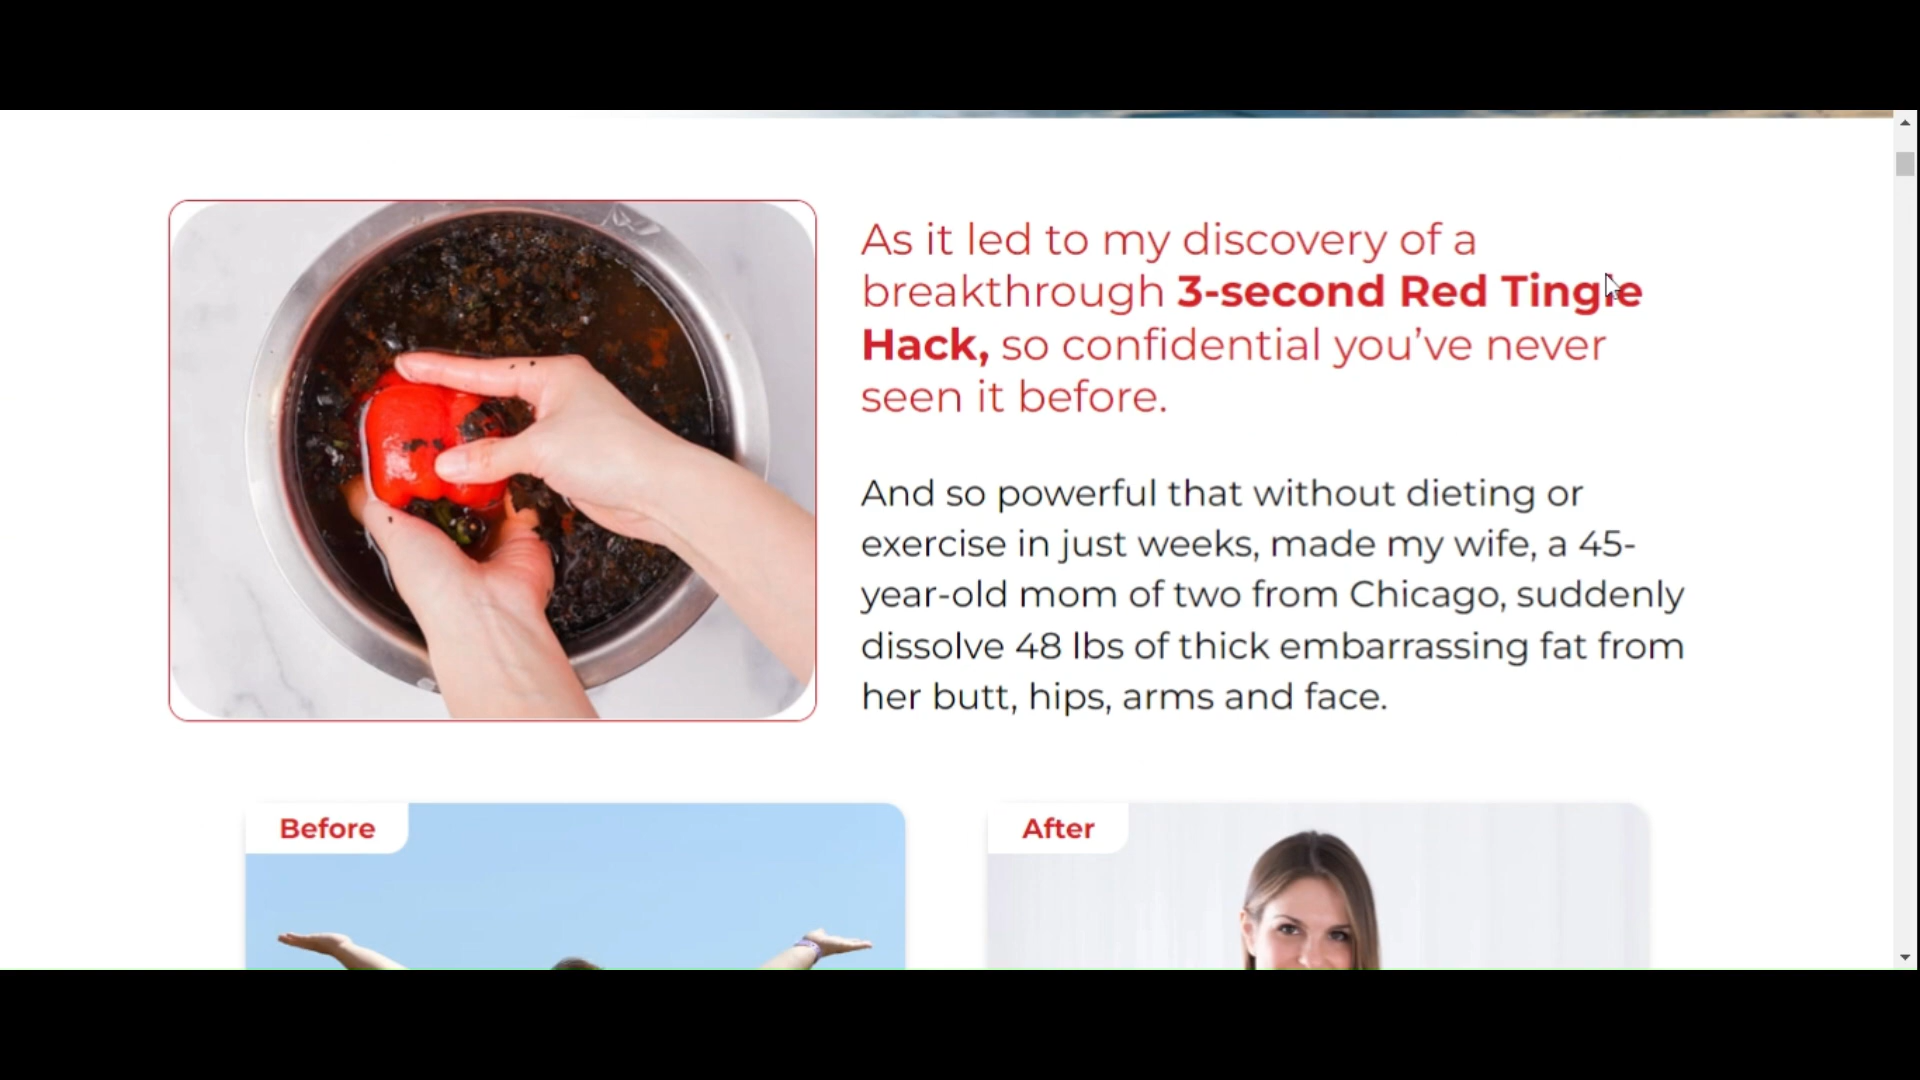 As it led to my discovery of a
breakthrough 3-second Red Tingle
Hack, so confidential you’ve never
seen it before.
And so powerful that without dieting or
exercise in just weeks, made my wife, a 45-
year-old mom of two from Chicago, suddenly
dissolve 48 lbs of thick embarrassing fat from
her butt, hips, arms and face.
Before
After